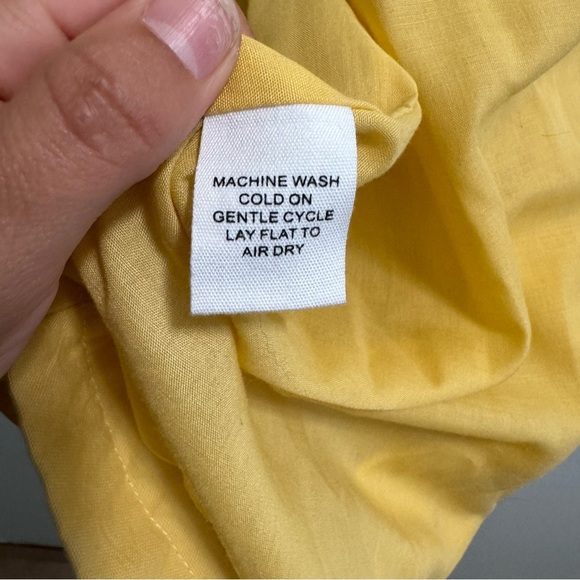 MACHINE WASH
COLD ON
GENTLE CYCLE
LAY FLAT TO
AIR DRY